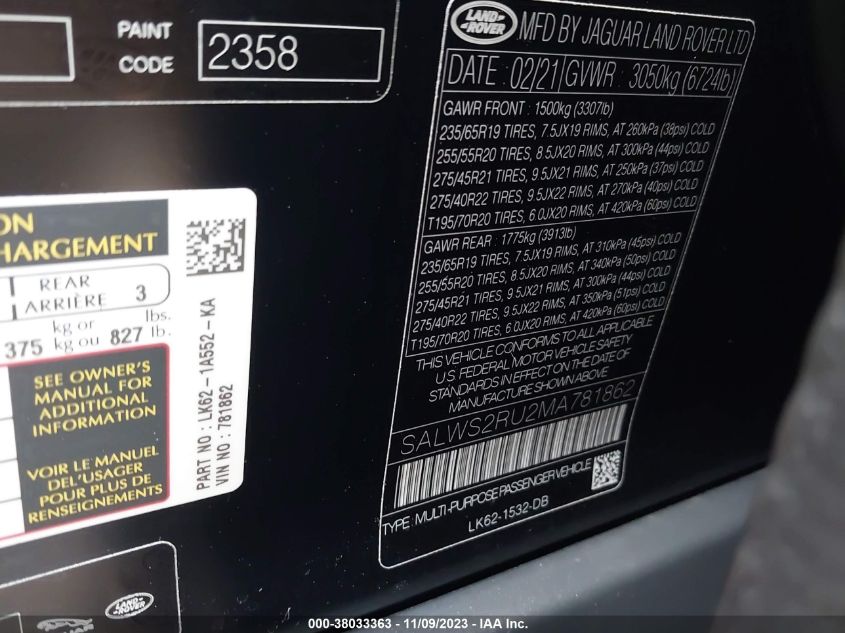 PAINT
CODE
2358
LAND
ROVER
MFD BY JAGUAR LAND ROVER LTD
DATE : 02/21 GVWR : 3050kg (6724lb)
GAWR FRONT : 1500kg (3307lb)
235/65R19 TIRES, 7.5JX19 RIMS, AT 260kPa (38psi) COLD
255/55R20 TIRES, 8.5JX20 RIMS, AT 300kPa (44psi) COLD
275/45R21 TIRES, 9.5JX21 RIMS, AT 250kPa (37psi) COLD
275/40R22 TIRES, 9.5JX22 RIMS, AT 270kPa (40psi) COLD
T195/70R20 TIRES, 6.0JX20 RIMS, AT 420kPa (60psi) COLD
GAWR REAR : 1775kg (3913lb)
235/65R19 TIRES, 7.5JX19 RIMS, AT 310kPa (45psi) COLD
255/55R20 TIRES, 8.5JX20 RIMS, AT 340kPa (50psi) COLD
275/45R21 TIRES, 9.5JX21 RIMS, AT 300kPa (44psi) COLD
275/40R22 TIRES, 9.5JX22 RIMS, AT 350kPa (51psi) COLD
T195/70R20 TIRES, 6.0JX20 RIMS, AT 420kPa (60psi) COLD
THIS VEHICLE CONFORMS TO ALL APPLICABLE
U.S. FEDERAL MOTOR VEHICLE SAFETY
STANDARDS IN EFFECT ON THE DATE OF
MANUFACTURE SHOWN ABOVE.
SALWS2RU2MA781862
TYPE: MULTI-PURPOSE PASSENGER VEHICLE
LK62-1532-DB
ON
HARGEMENT
REAR
ARRIÈRE 3
375 kg or
kg ou 827 lbs.
lb.
SEE OWNER'S
MANUAL FOR
ADDITIONAL
INFORMATION
VOIR LE MANUEL
DEL'USAGER
POUR PLUS DE
RENSEIGNEMENTS
PART NO : LK62-1A552-KA
VIN NO : 781862
LAND
ROVER
000-38033363 - 11/09/2023 - IAA Inc.